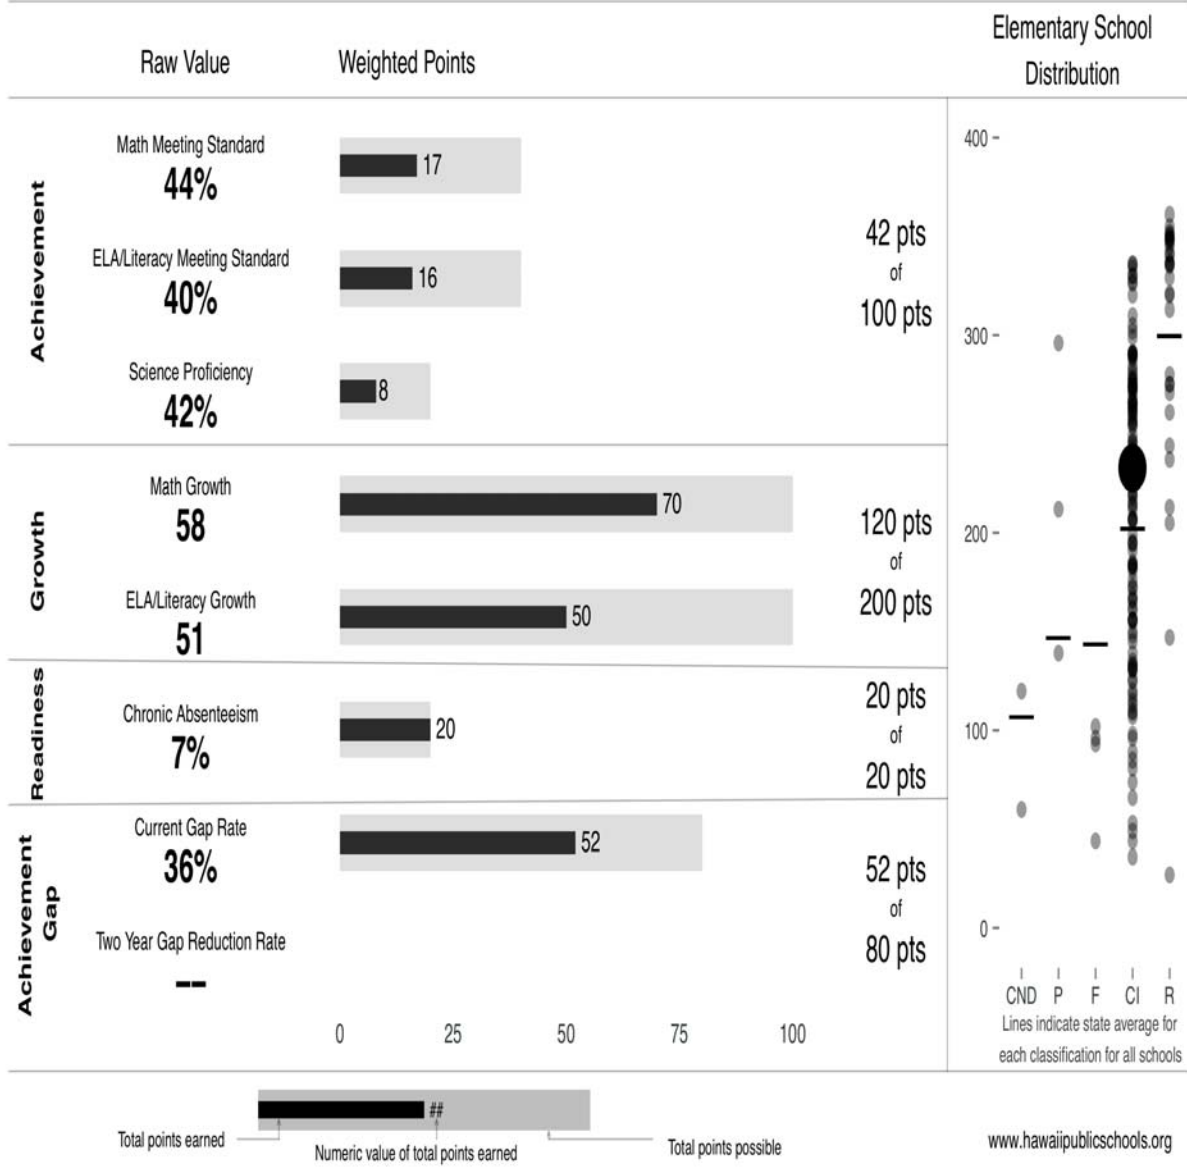 Raw Value
Weighted Points
Elementary School
Distribution
Achievement
Math Meeting Standard
44%
17
ELA/Literacy Meeting Standard
40%
16
Science Proficiency
42%
8
42 pts
of
100 pts
Growth
Math Growth
58
70
ELA/Literacy Growth
51
50
120 pts
of
200 pts
Readiness
Chronic Absenteeism
7%
20
20 pts
of
20 pts
Achievement
Gap
Current Gap Rate
36%
52
Two Year Gap Reduction Rate
--
52 pts
of
80 pts
0 25 50 75 100
400
300
200
100
0
CND P F CI R
Lines indicate state average for
each classification for all schools
##
Total points earned
Numeric value of total points earned
Total points possible
www.hawaiipublicschools.org